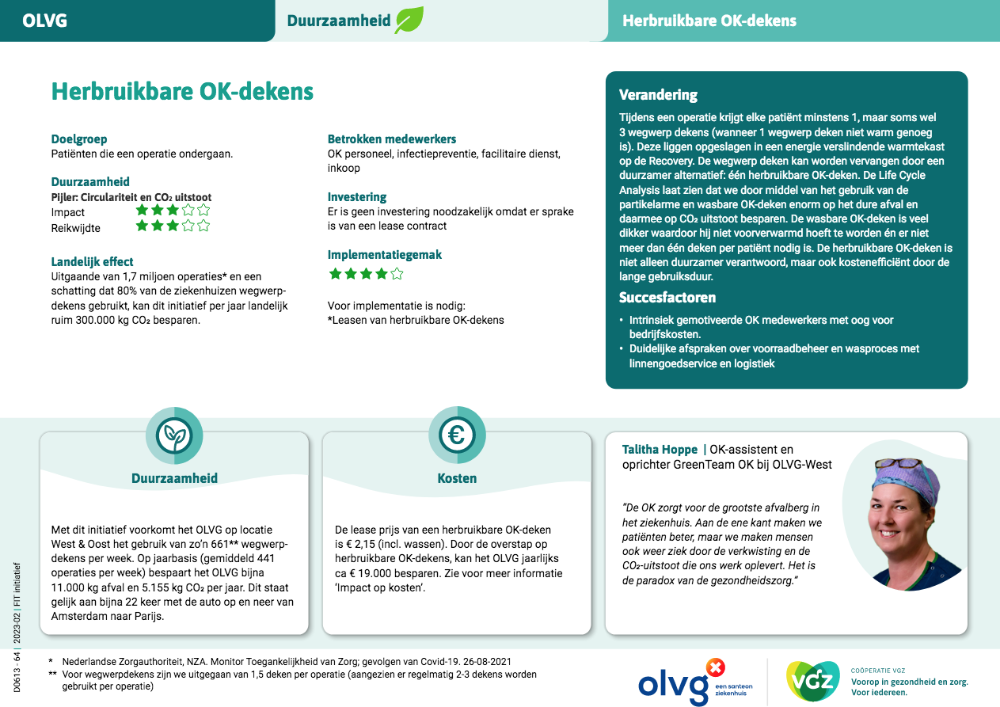 OLVG
Duurzaamheid
Herbruikbare OK-dekens
Herbruikbare OK-dekens
Doelgroep
Patiënten die een operatie ondergaan.
Duurzaamheid
Pijler: Circulariteit en CO₂ uitstoot
Impact
Reikwijdte
Landelijk effect
Uitgaande van 1,7 miljoen operaties* en een
schatting dat 80% van de ziekenhuizen wegwerp-
dekens gebruikt, kan dit initiatief per jaar landelijk
ruim 300.000 kg CO₂ besparen.
Betrokken medewerkers
OK personeel, infectiepreventie, facilitaire dienst,
inkoop
Investering
Er is geen investering noodzakelijk omdat er sprake
is van een lease contract
Implementatiegemak
Voor implementatie is nodig:
*Leasen van herbruikbare OK-dekens
Verandering
Tijdens een operatie krijgt elke patiënt minstens 1, maar soms wel
3 wegwerp dekens (wanneer 1 wegwerp deken niet warm genoeg
is). Deze liggen opgeslagen in een energie verslindende warmtekast
op de Recovery. De wegwerp deken kan worden vervangen door een
duurzamer alternatief: één herbruikbare OK-deken. De Life Cycle
Analysis laat zien dat we door middel van het gebruik van de
partikelarme en wasbare OK-deken enorm op het dure afval en
daarmee op CO₂ uitstoot besparen. De wasbare OK-deken is veel
dikker waardoor hij niet voorverwarmd hoeft te worden én er niet
meer dan één deken per patiënt nodig is. De herbruikbare OK-deken is
niet alleen duurzamer verantwoord, maar ook kostenefficiënt door de
lange gebruiksduur.
Succesfactoren
• Intrinsiek gemotiveerde OK medewerkers met oog voor
bedrijfskosten.
• Duidelijke afspraken over voorraadbeheer en wasproces met
linnengoedservice en logistiek
Duurzaamheid
Met dit initiatief voorkomt het OLVG op locatie
West & Oost het gebruik van zo’n 661** wegwerp-
dekens per week. Op jaarbasis (gemiddeld 441
operaties per week) bespaart het OLVG bijna
11.000 kg afval en 5.155 kg CO₂ per jaar. Dit staat
gelijk aan bijna 22 keer met de auto op en neer van
Amsterdam naar Parijs.
€
Kosten
De lease prijs van een herbruikbare OK-deken
is € 2,15 (incl. wassen). Door de overstap op
herbruikbare OK-dekens, kan het OLVG jaarlijks
ca € 19.000 besparen. Zie voor meer informatie
‘Impact op kosten’.
Talitha Hoppe | OK-assistent en
oprichter GreenTeam OK bij OLVG-West
“De OK zorgt voor de grootste afvalberg in
het ziekenhuis. Aan de ene kant maken we
patiënten beter, maar we maken mensen
ook weer ziek door de verkwisting en de
CO₂-uitstoot die ons werk oplevert. Het is
de paradox van de gezondheidszorg.”
D0613 - 64 | 2023-02 | FIT initiatief
* Nederlandse Zorgauthoriteit, NZA. Monitor Toegankelijkheid van Zorg; gevolgen van Covid-19. 26-08-2021
** Voor wegwerpdekens zijn we uitgegaan van 1,5 deken per operatie (aangezien er regelmatig 2-3 dekens worden
gebruikt per operatie)
olvg
een santeon
ziekenhuis
vgz
COÖPERATIE VGZ
Voorop in gezondheid en zorg.
Voor iedereen.